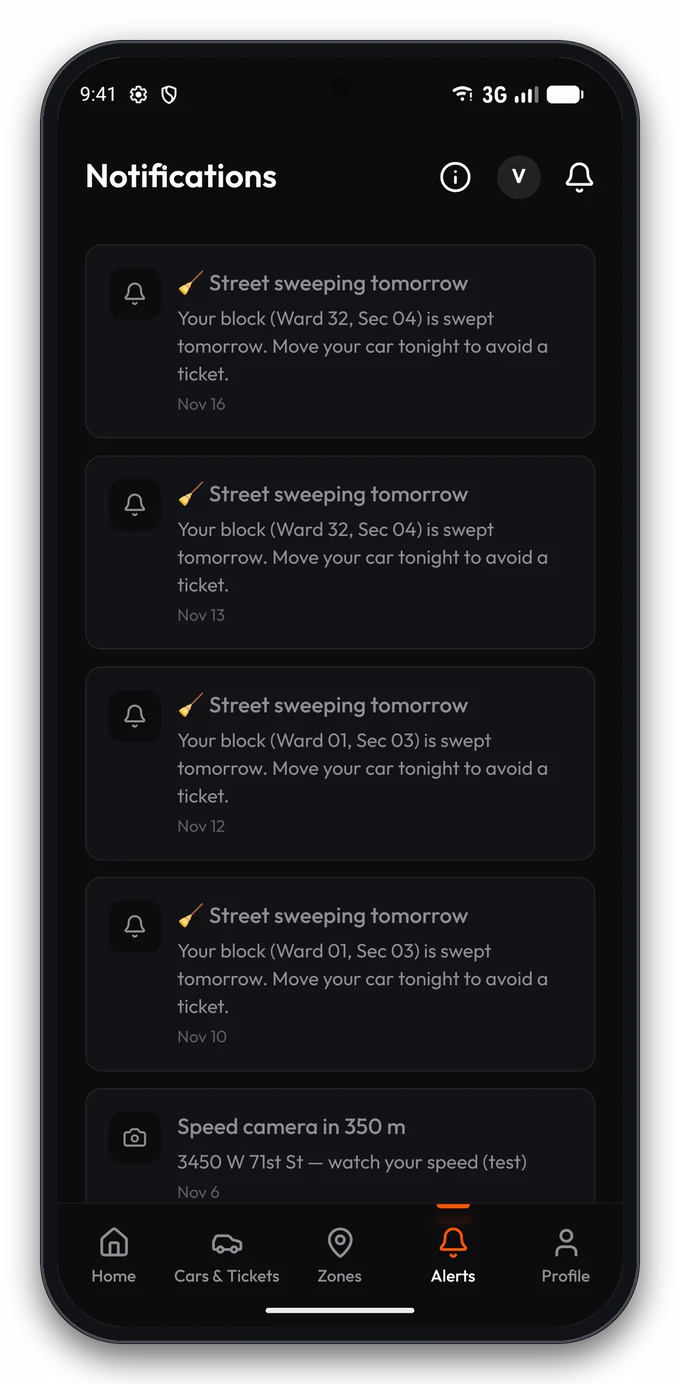 9:41
3G
Notifications
V
🧹 Street sweeping tomorrow
Your block (Ward 32, Sec 04) is swept
tomorrow. Move your car tonight to avoid a
ticket.
Nov 16
🧹 Street sweeping tomorrow
Your block (Ward 32, Sec 04) is swept
tomorrow. Move your car tonight to avoid a
ticket.
Nov 13
🧹 Street sweeping tomorrow
Your block (Ward 01, Sec 03) is swept
tomorrow. Move your car tonight to avoid a
ticket.
Nov 12
🧹 Street sweeping tomorrow
Your block (Ward 01, Sec 03) is swept
tomorrow. Move your car tonight to avoid a
ticket.
Nov 10
Speed camera in 350 m
3450 W 71st St — watch your speed (test)
Nov 6
Home
Cars & Tickets
Zones
Alerts
Profile